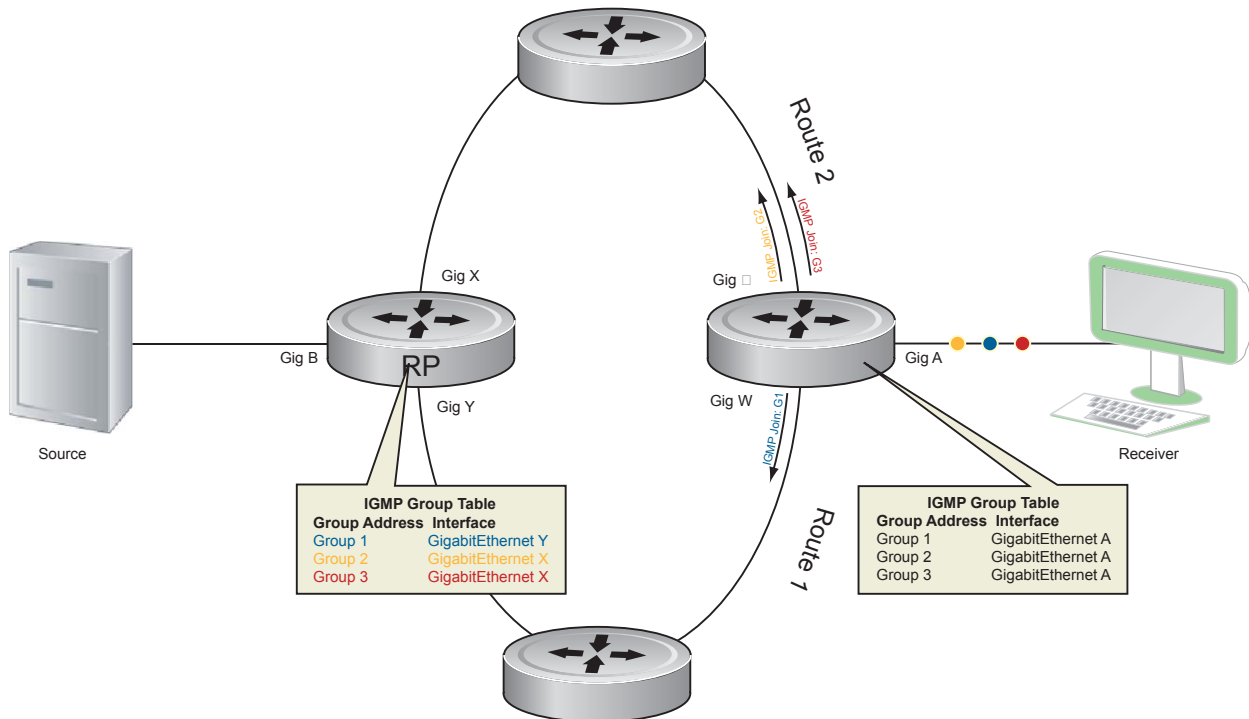 Route 2
IGMP Join: G2
IGMP Join: G3
Gig X
Gig □
RP
Gig B
Gig A
Gig Y
Gig W
IGMP Join: G1
Source
Receiver
Route 1
IGMP Group Table
Group Address Interface
Group 1 GigabitEthernet Y
Group 2 GigabitEthernet X
Group 3 GigabitEthernet X
IGMP Group Table
Group Address Interface
Group 1 GigabitEthernet A
Group 2 GigabitEthernet A
Group 3 GigabitEthernet A